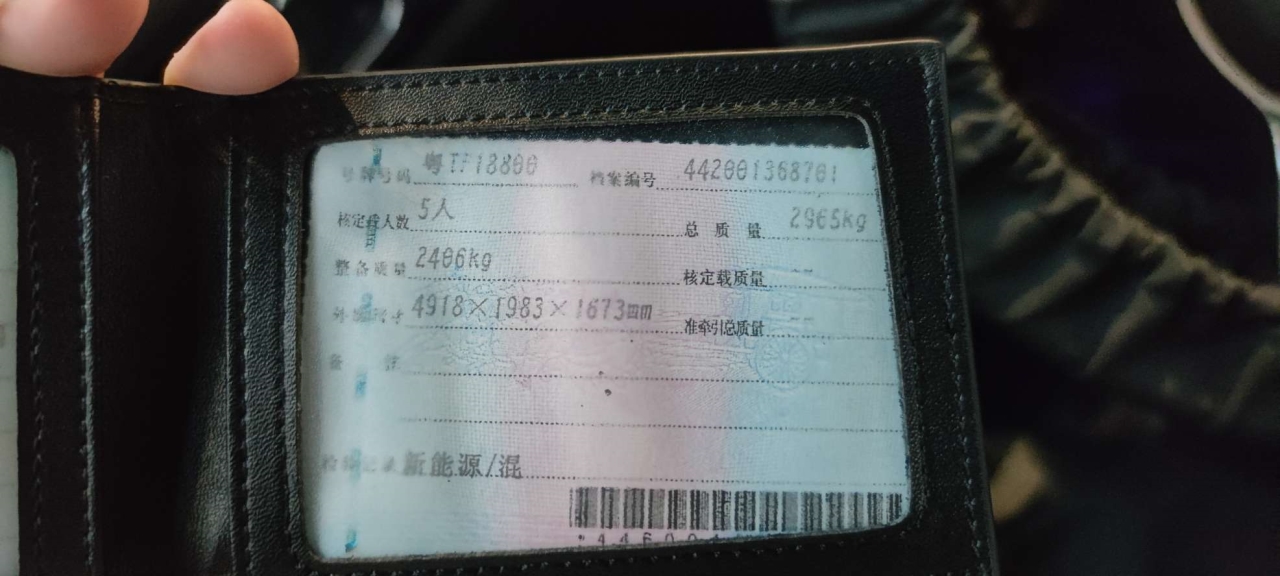 号牌号码 粤TF18800 档案编号 442001368701
核定载人数 5人 总质量 2965kg
整备质量 2406kg 核定载质量 --
外廓尺寸 4918×1983×1673mm 准牵引总质量 --
备注
检验记录 新能源/混